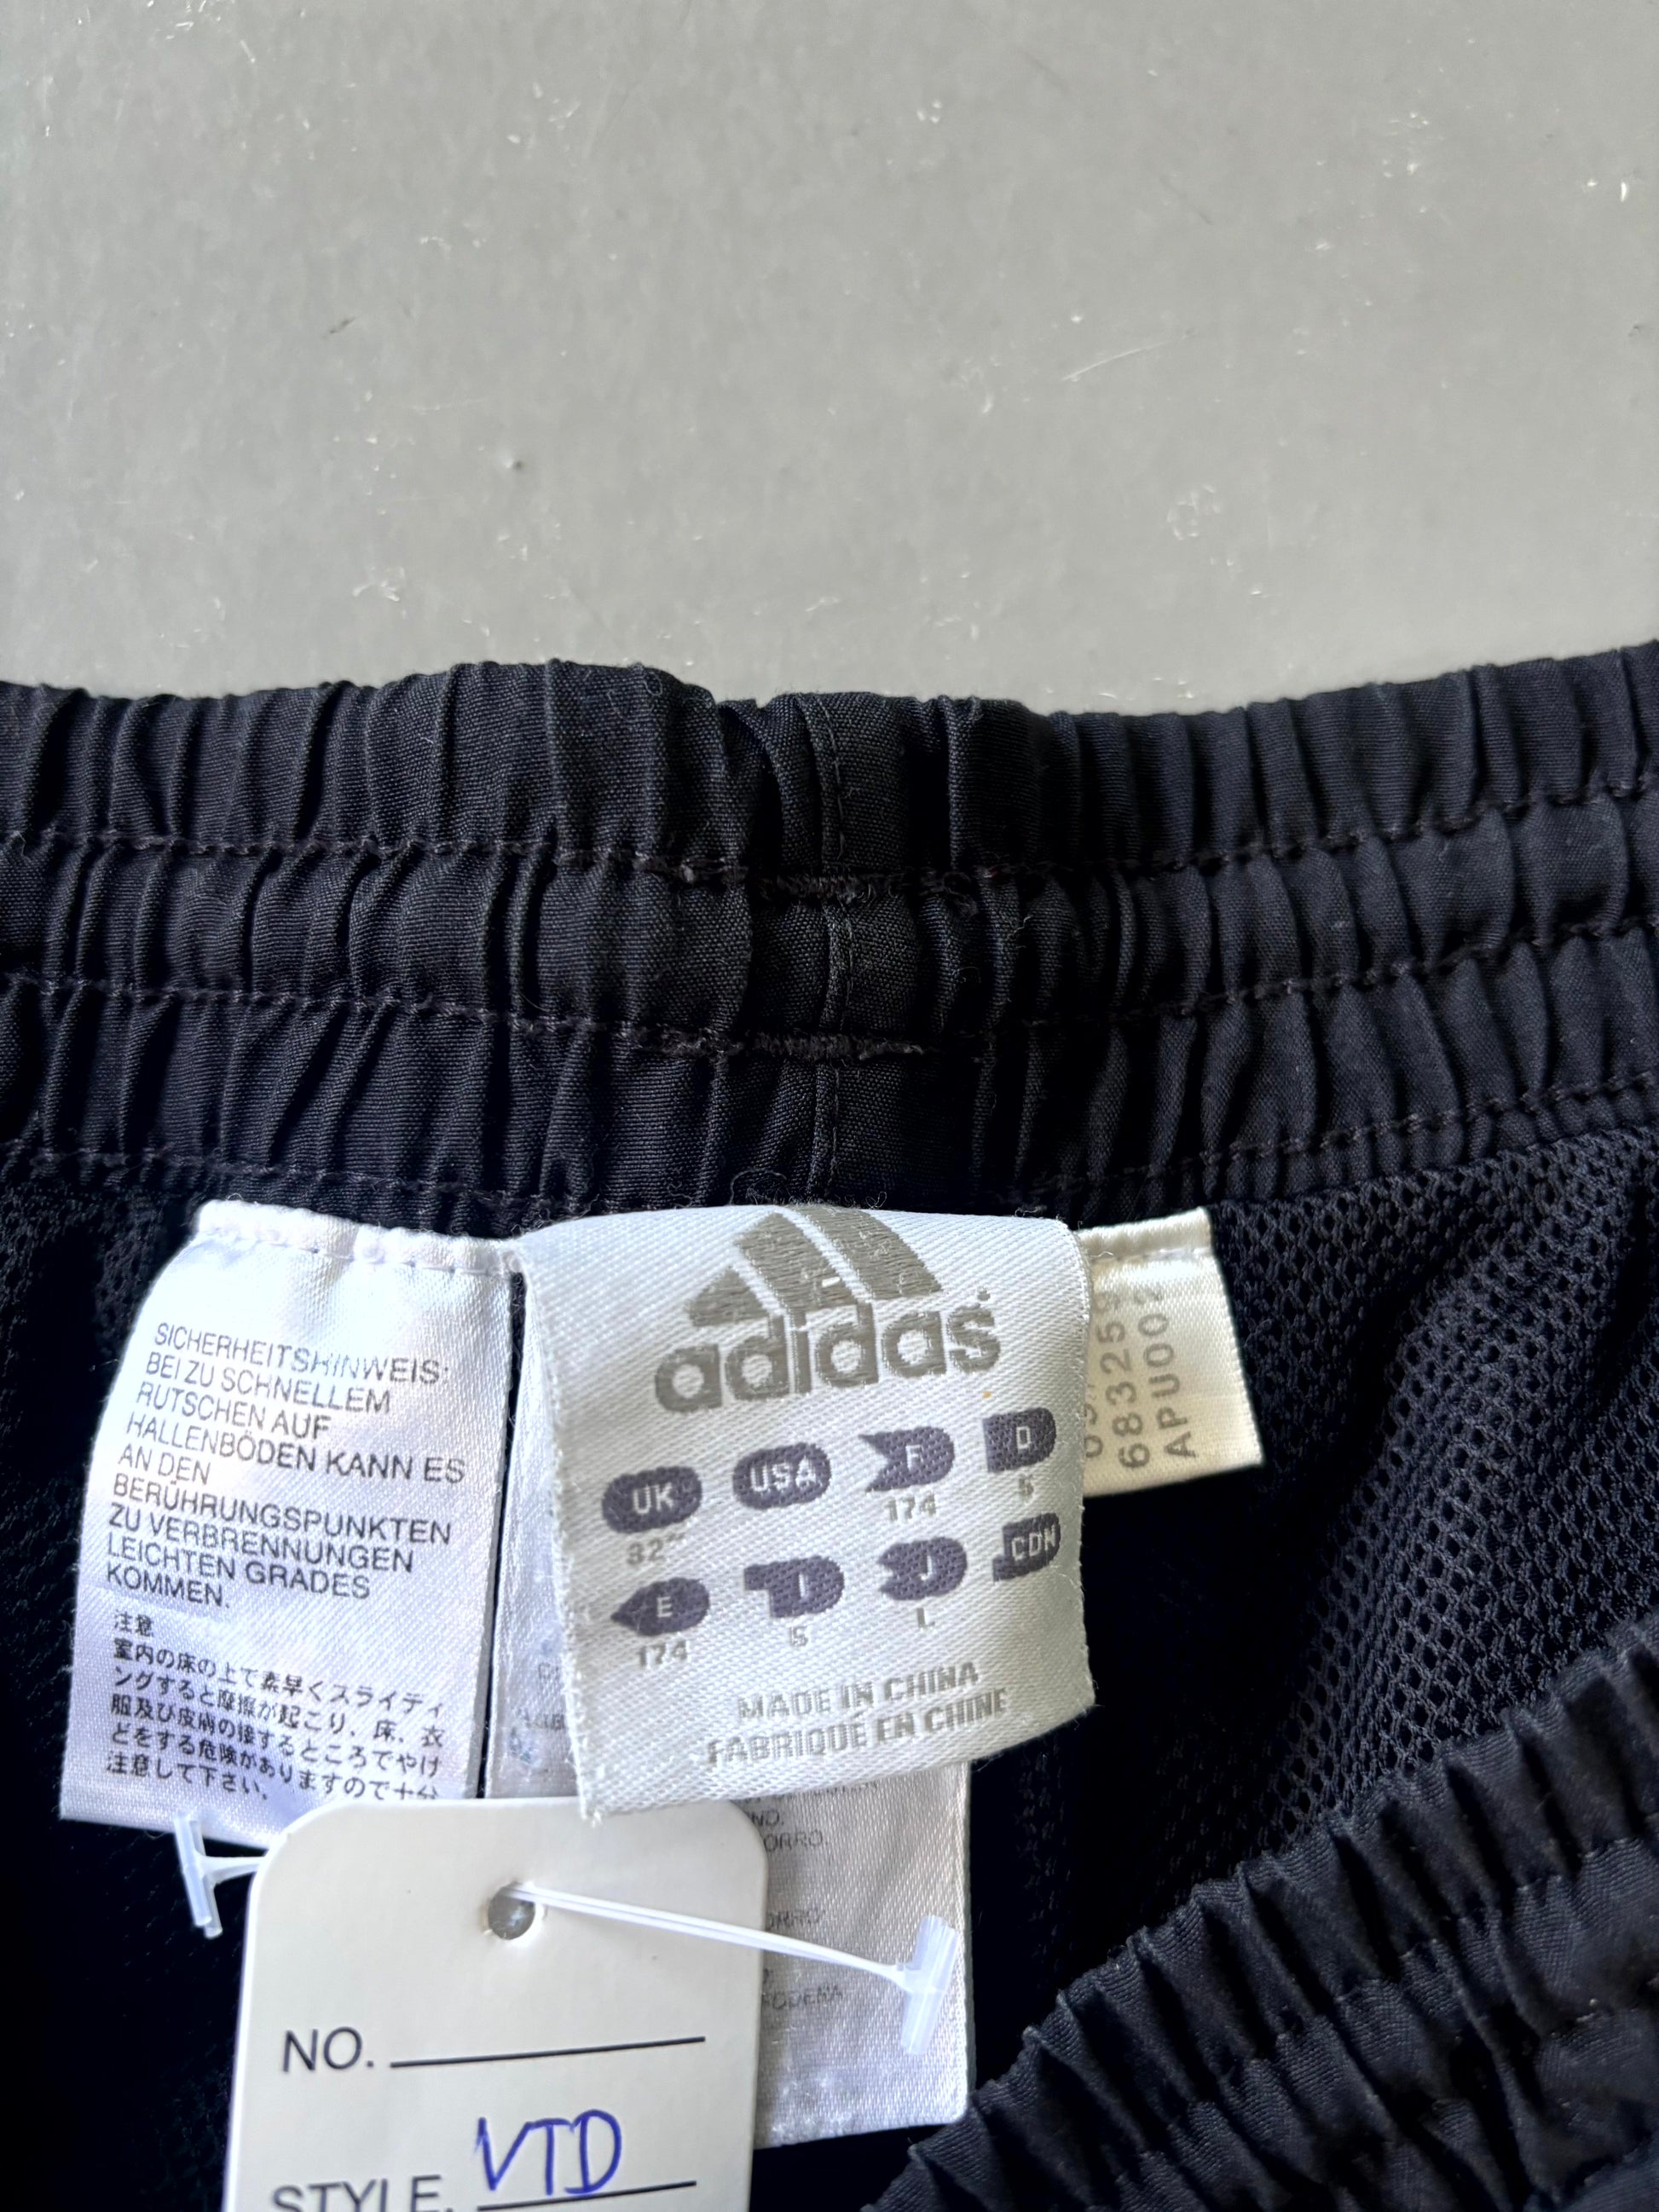 SICHERHEITSHINWEIS:
BEI ZU SCHNELLEM
RUTSCHEN AUF
HALLENBÖDEN KANN ES
AN DEN
BERÜHRUNGSPUNKTEN
ZU VERBRENNUNGEN
LEICHTEN GRADES
KOMMEN.
注意
室内の床の上で素早くスライディ
ングすると摩擦が起こり、床、衣
服及び皮膚の接するところでやけ
どをする危険がありますので十分
注意して下さい。
adidas
UK USA F D
32" 174 5
E I J CDN
174 L
MADE IN CHINA
FABRIQUÉ EN CHINE
683259
APU002
NO.
ORRO.
NO.
STYLE. VTD